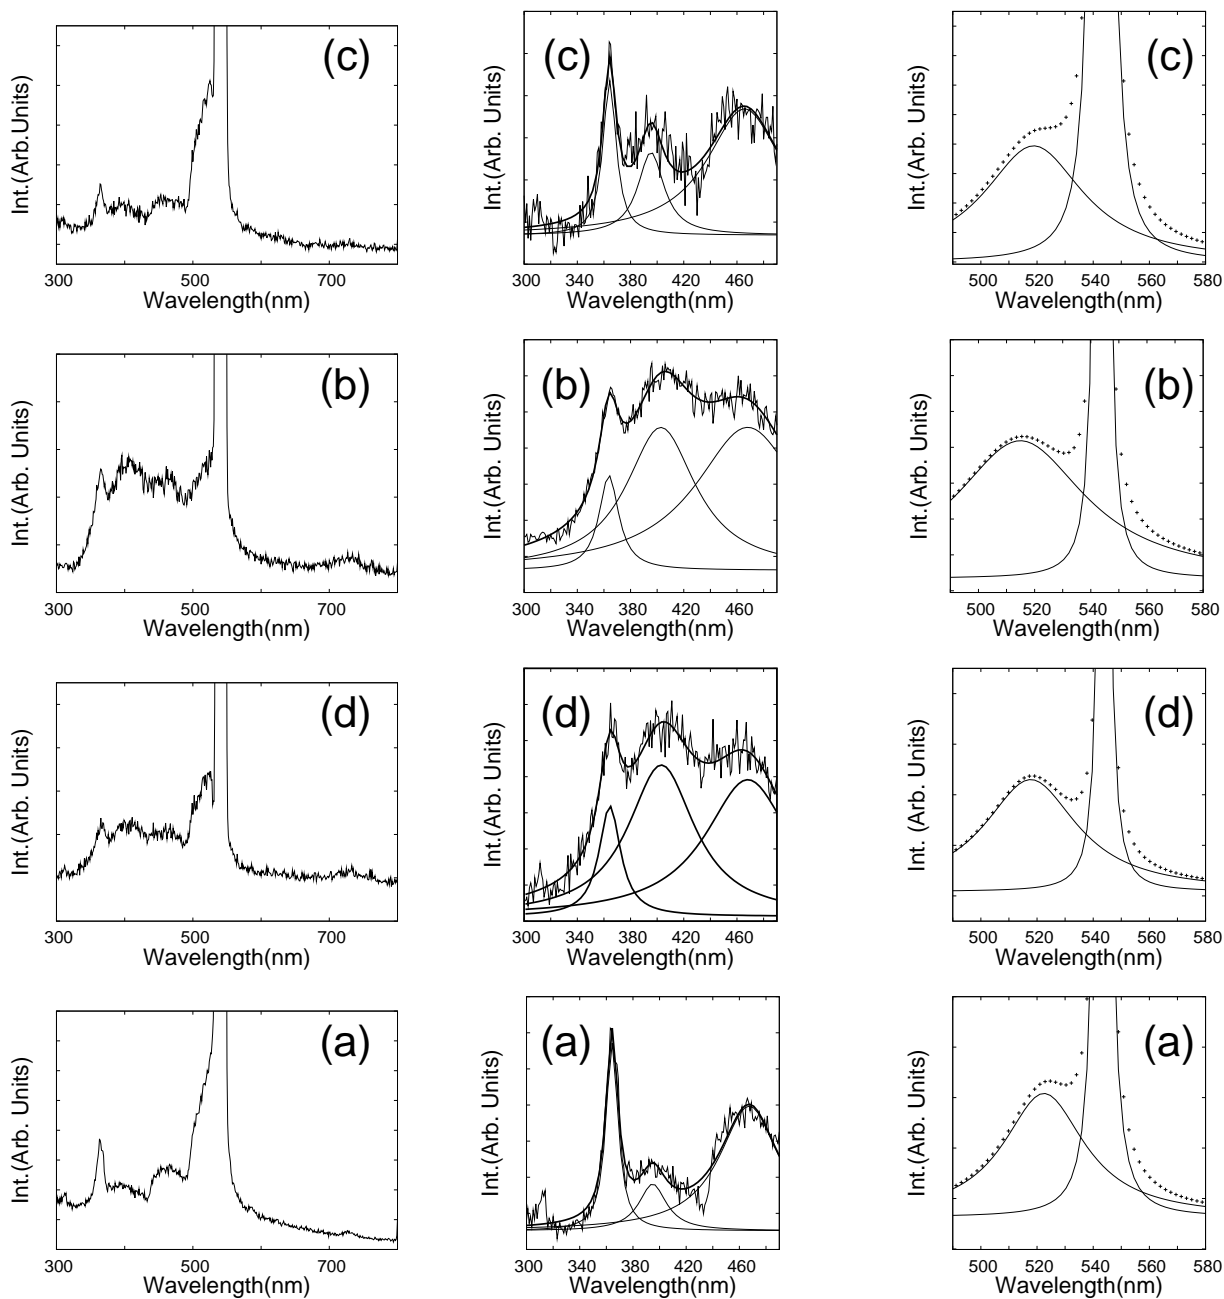 (c) (c) (c)
Int.(Arb.Units) Int.(Arb. Units) Int.(Arb. Units)
300 500 700 300 340 380 420 460 500 520 540 560 580
Wavelength(nm) Wavelength(nm) Wavelength(nm)
(b) (b) (b)
Int.(Arb. Units) Int.(Arb. Units) Int.(Arb. Units)
300 500 700 300 340 380 420 460 500 520 540 560 580
Wavelength(nm) Wavelength(nm) Wavelength(nm)
(d) (d) (d)
Int.(Arb. Units) Int.(Arb. Units) Int. (Arb. Units)
300 500 700 300 340 380 420 460 500 520 540 560 580
Wavelength(nm) Wavelength(nm) Wavelength(nm)
(a) (a) (a)
Int.(Arb. Units) Int.(Arb. Units) Int.(Arb. Units)
300 500 700 300 340 380 420 460 500 520 540 560 580
Wavelength(nm) Wavelength(nm) Wavelength(nm)